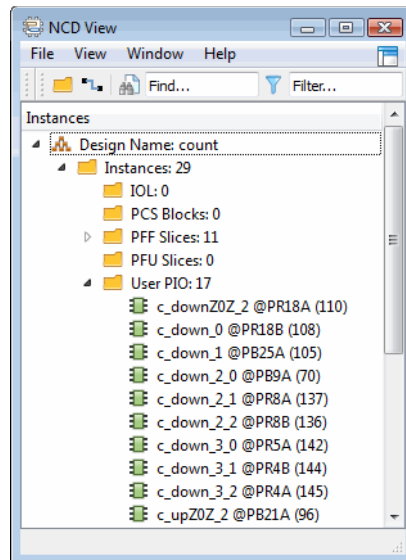 NCD View
File View Window Help
Find... Filter...
Instances
Design Name: count
Instances: 29
IOL: 0
PCS Blocks: 0
PFF Slices: 11
PFU Slices: 0
User PIO: 17
c_downZ0Z_2 @PR18A (110)
c_down_0 @PR18B (108)
c_down_1 @PB25A (105)
c_down_2_0 @PB9A (70)
c_down_2_1 @PR8A (137)
c_down_2_2 @PR8B (136)
c_down_3_0 @PR5A (142)
c_down_3_1 @PR4B (144)
c_down_3_2 @PR4A (145)
c_upZ0Z_2 @PB21A (96)